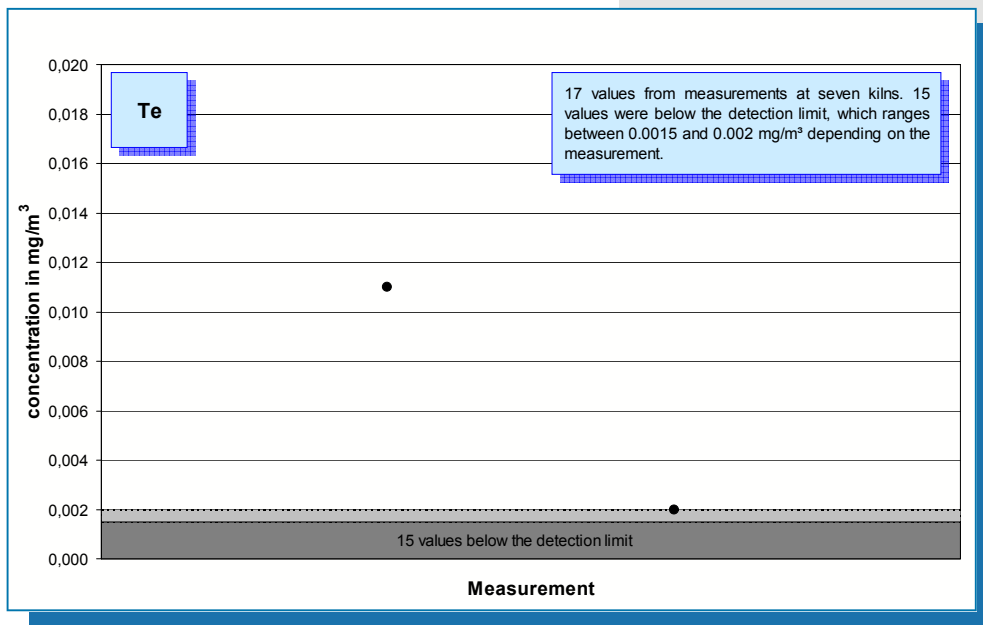 Te
17 values from measurements at seven kilns. 15
values were below the detection limit, which ranges
between 0.0015 and 0.002 mg/m³ depending on the
measurement.
concentration in mg/m³
0,020
0,018
0,016
0,014
0,012
0,010
0,008
0,006
0,004
0,002
0,000
15 values below the detection limit
Measurement